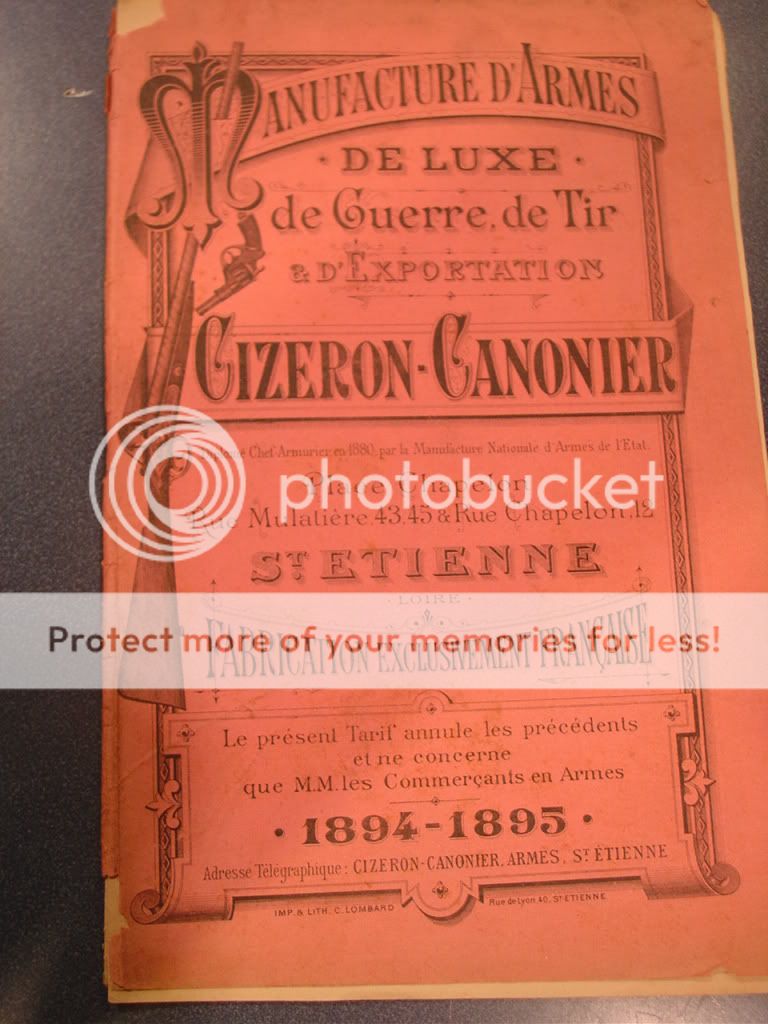 MANUFACTURE D'ARMES
DE LUXE
de Guerre, de Tir
& D'EXPORTATION
CIZERON-CANONIER
Chef-Armurier en 1880, par la Manufacture Nationale d'Armes de l'Etat.
Place Chapelon
Rue Mulatière, 43, 45 & Rue Chapelon, 12
ST ETIENNE
LOIRE
FABRICATION EXCLUSIVEMENT FRANÇAISE
Le présent Tarif annule les précédents
et ne concerne
que M.M. les Commerçants en Armes
1894-1895
Adresse Télégraphique: CIZERON-CANONIER, ARMES, ST ÉTIENNE
IMP. & LITH. C. LOMBARD Rue de Lyon, 40, ST ETIENNE
photobucket
Protect more of your memories for less!